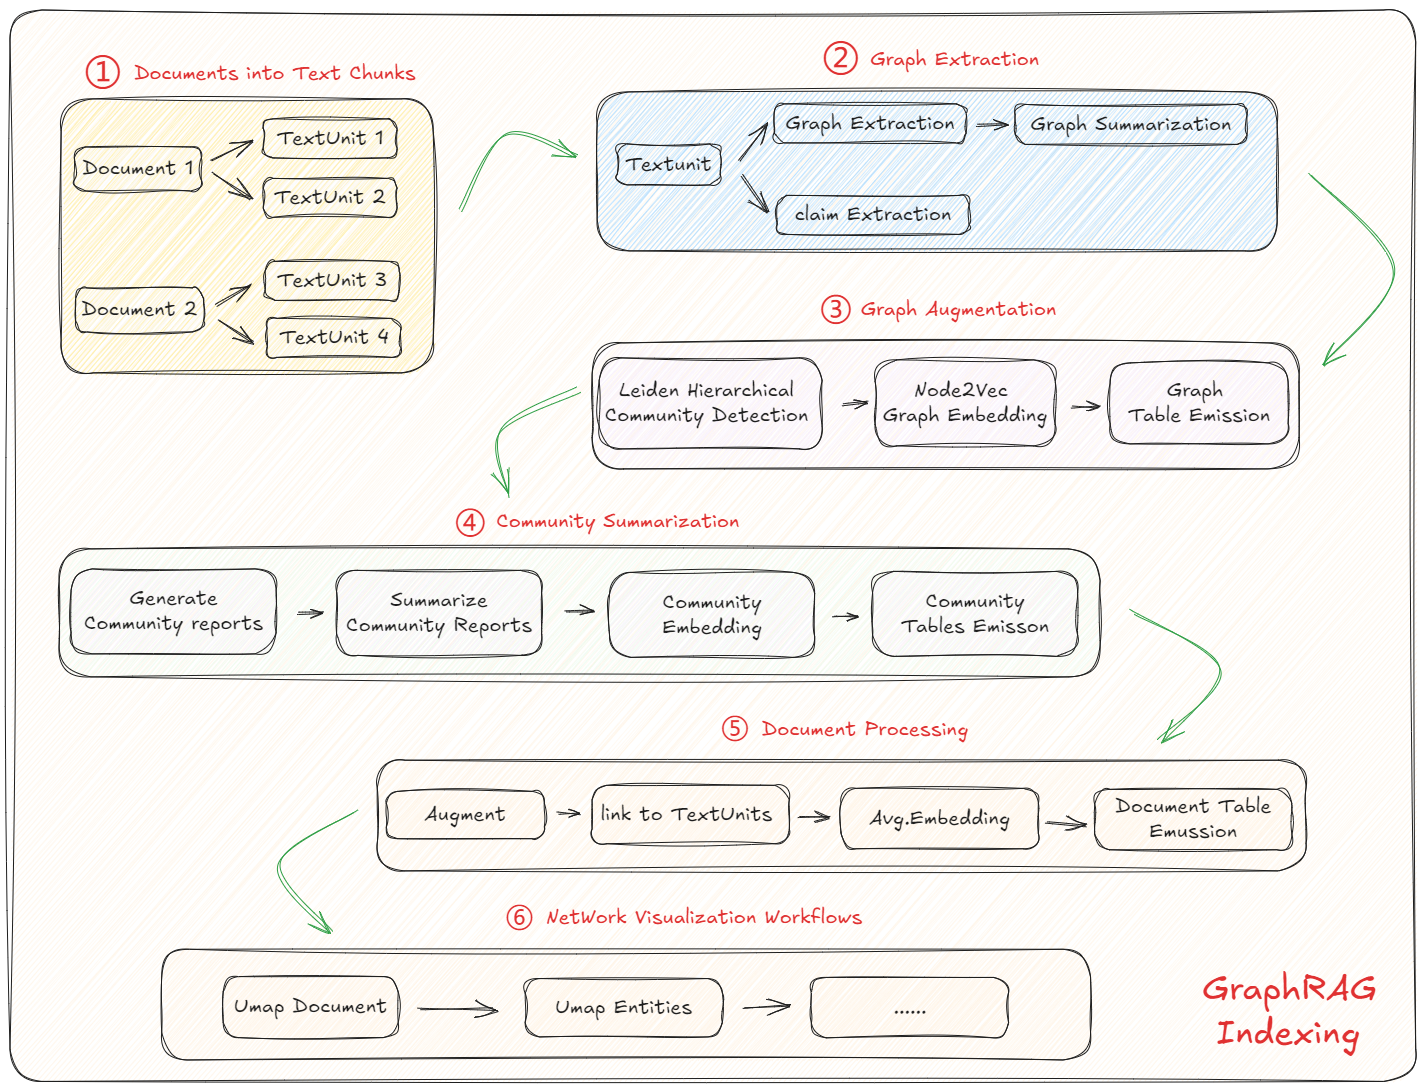 ① Documents into Text Chunks
Document 1
TextUnit 1
TextUnit 2
Document 2
TextUnit 3
TextUnit 4
② Graph Extraction
Textunit
Graph Extraction
Graph Summarization
claim Extraction
③ Graph Augmentation
Leiden Hierarchical
Community Detection
Node2Vec
Graph Embedding
Graph
Table Emission
④ Community Summarization
Generate
Community reports
Summarize
Community Reports
Community
Embedding
Community
Tables Emisson
⑤ Document Processing
Augment
link to TextUnits
Avg.Embedding
Document Table
Emussion
⑥ NetWork Visualization Workflows
Umap Document
Umap Entities
......
GraphRAG
Indexing